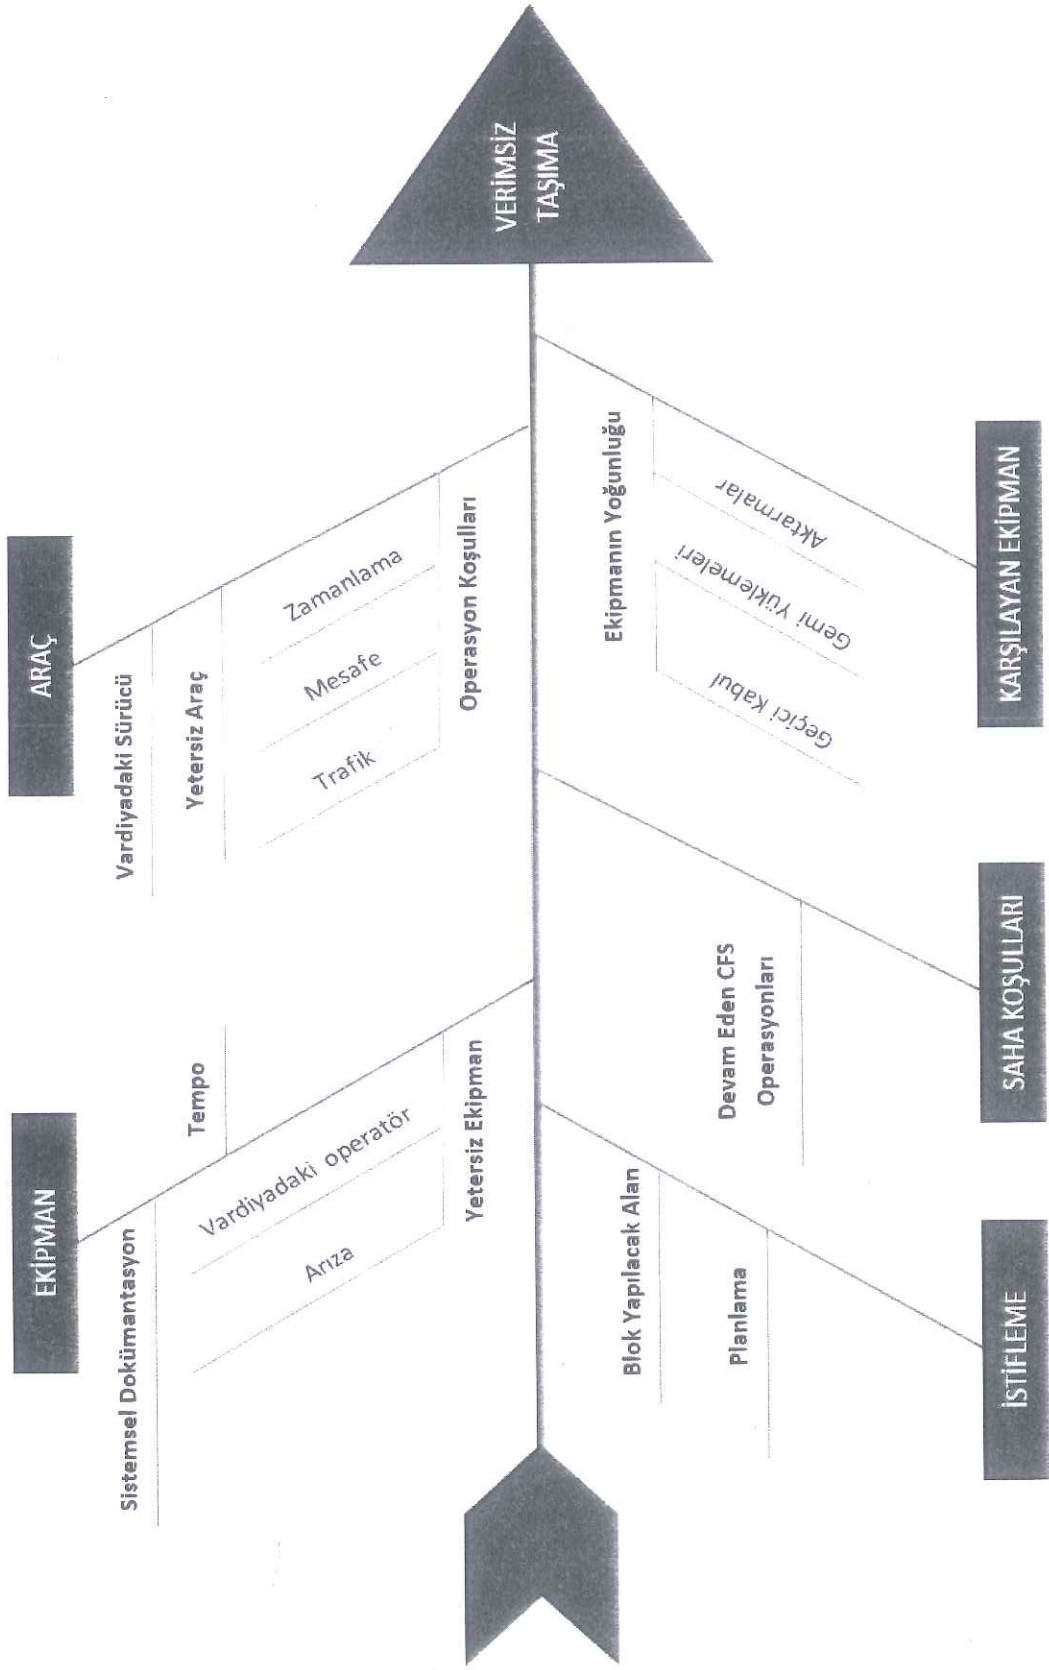 EKİPMAN
Sistemsel Dokümantasyon
Tempo
Vardiyadaki operatör
Arıza
Yetersiz Ekipman
ARAÇ
Vardiyadaki Sürücü
Yetersiz Araç
Zamanlama
Mesafe
Trafik
Operasyon Koşulları
VERİMSİZ
TAŞIMA
Blok Yapılacak Alan
Planlama
İSTİFLEME
Devam Eden CFS
Operasyonları
SAHA KOŞULLARI
Ekipmanın Yoğunluğu
Aktarmalar
Gemi Yüklemeleri
Geçici Kabul
KARŞILAYAN EKİPMAN